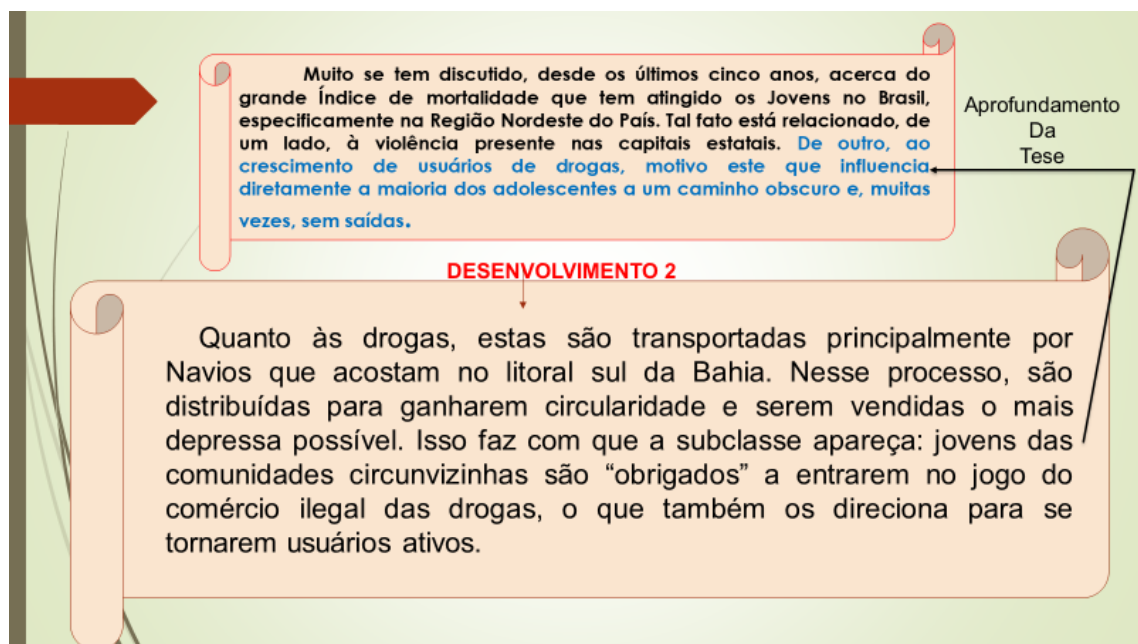 Muito se tem discutido, desde os últimos cinco anos, acerca do
grande Índice de mortalidade que tem atingido os Jovens no Brasil,
especificamente na Região Nordeste do País. Tal fato está relacionado, de
um lado, à violência presente nas capitais estatais. De outro, ao
crescimento de usuários de drogas, motivo este que influencia
diretamente a maioria dos adolescentes a um caminho obscuro e, muitas
vezes, sem saídas.
Aprofundamento
Da
Tese
DESENVOLVIMENTO 2
Quanto às drogas, estas são transportadas principalmente por
Navios que acostam no litoral sul da Bahia. Nesse processo, são
distribuídas para ganharem circularidade e serem vendidas o mais
depressa possível. Isso faz com que a subclasse apareça: jovens das
comunidades circunvizinhas são “obrigados” a entrarem no jogo do
comércio ilegal das drogas, o que também os direciona para se
tornarem usuários ativos.